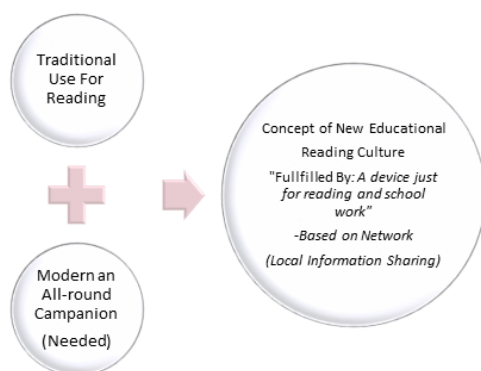 Traditional
Use For
Reading
Modern an
All-round
Campanion
(Needed)
Concept of New Educational
Reading Culture
"Fullfilled By: A device just
for reading and school
work”
-Based on Network
(Local Information Sharing)